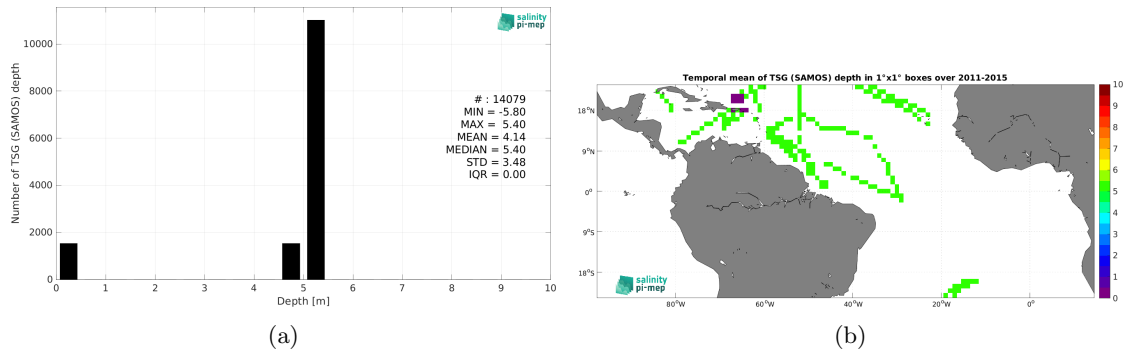 salinity
pi-mep
Number of TSG (SAMOS) depth
10000
8000
6000
4000
2000
0
# : 14079
MIN = -5.80
MAX = 5.40
MEAN = 4.14
MEDIAN = 5.40
STD = 3.48
IQR = 0.00
0 1 2 3 4 5 6 7 8 9 10
Depth [m]
(a)
Temporal mean of TSG (SAMOS) depth in 1°x1° boxes over 2011-2015
18°N
9°N
0°
9°S
18°S
80°W 60°W 40°W 20°W 0°
10
9
8
7
6
5
4
3
2
1
0
salinity
pi-mep
(b)